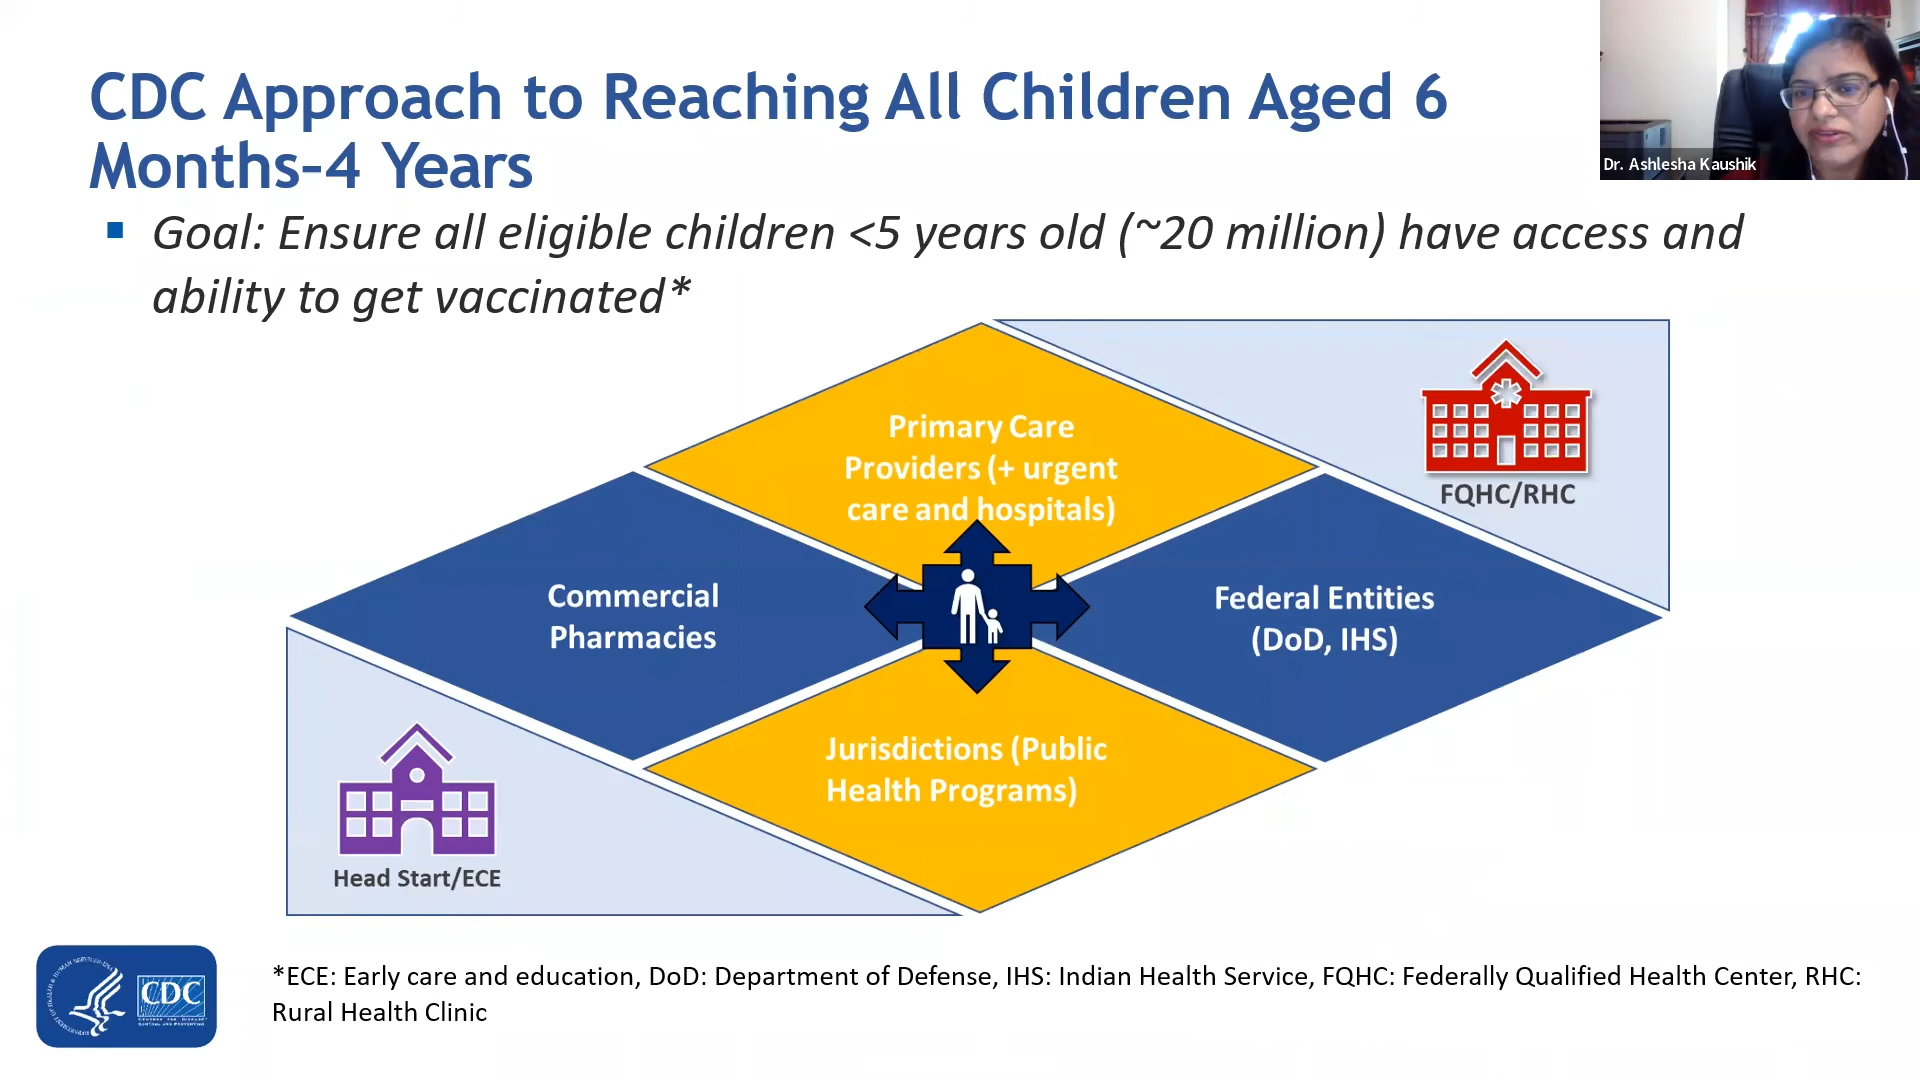 CDC Approach to Reaching All Children Aged 6
Months-4 Years
Dr. Ashlesha Kaushik
Goal: Ensure all eligible children <5 years old (~20 million) have access and
ability to get vaccinated*
Primary Care
Providers (+ urgent
care and hospitals)
FQHC/RHC
Commercial
Pharmacies
Federal Entities
(DoD, IHS)
Jurisdictions (Public
Health Programs)
Head Start/ECE
CDC
*ECE: Early care and education, DoD: Department of Defense, IHS: Indian Health Service, FQHC: Federally Qualified Health Center, RHC:
Rural Health Clinic